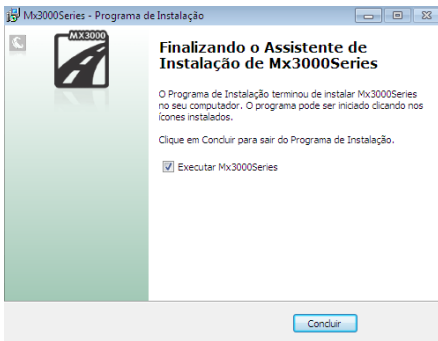 Mx3000Series - Programa de Instalação
MX3000
Finalizando o Assistente de
Instalação de Mx3000Series
O Programa de Instalação terminou de instalar Mx3000Series
no seu computador. O programa pode ser iniciado clicando nos
ícones instalados.
Clique em Concluir para sair do Programa de Instalação.
Executar Mx3000Series
Concluir